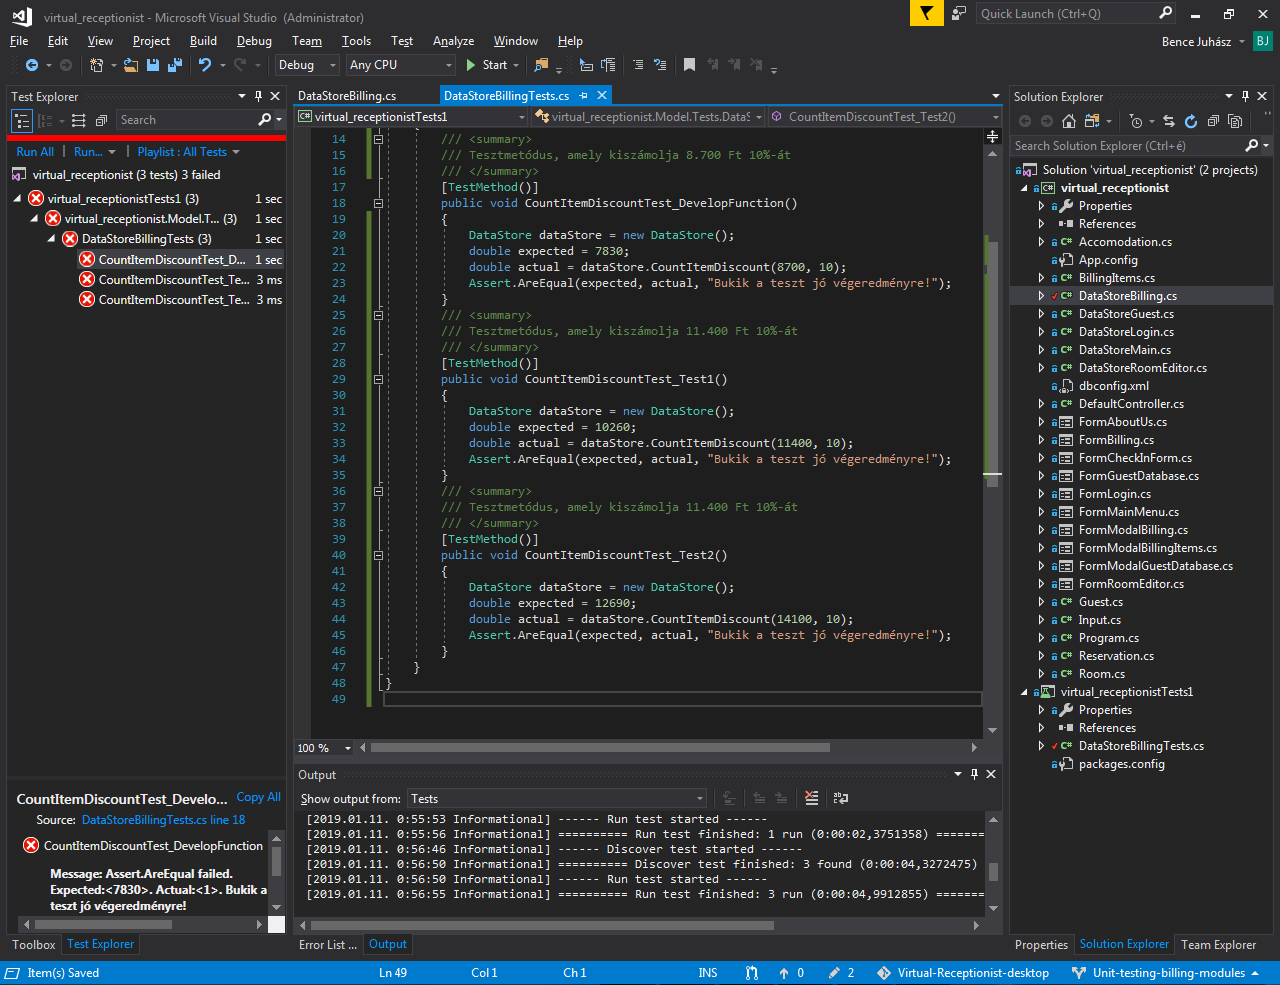 virtual_receptionist - Microsoft Visual Studio (Administrator)
Quick Launch (Ctrl+Q)
File Edit View Project Build Debug Team Tools Test Analyze Window Help
Bence Juhász BJ
Debug Any CPU Start
Test Explorer
Search
Run All | Run... | Playlist : All Tests
virtual_receptionist (3 tests) 3 failed
virtual_receptionistTests1 (3) 1 sec
virtual_receptionist.Model.T... (3) 1 sec
DataStoreBillingTests (3) 1 sec
CountItemDiscountTest_D... 1 sec
CountItemDiscountTest_Te... 3 ms
CountItemDiscountTest_Te... 3 ms
CountItemDiscountTest_Develo... Copy All
Source: DataStoreBillingTests.cs line 18
CountItemDiscountTest_DevelopFunction
Message: Assert.AreEqual failed.
Expected:<7830>. Actual:<1>. Bukik a
teszt jó végeredményre!
Toolbox Test Explorer
DataStoreBilling.cs DataStoreBillingTests.cs
virtual_receptionistTests1 virtual_receptionist.Model.Tests.DataS CountItemDiscountTest_Test2()
14 /// <summary>
15 /// Tesztmetódus, amely kiszámolja 8.700 Ft 10%-át
16 /// </summary>
17 [TestMethod()]
18 public void CountItemDiscountTest_DevelopFunction()
19 {
20 DataStore dataStore = new DataStore();
21 double expected = 7830;
22 double actual = dataStore.CountItemDiscount(8700, 10);
23 Assert.AreEqual(expected, actual, "Bukik a teszt jó végeredményre!");
24 }
25 /// <summary>
26 /// Tesztmetódus, amely kiszámolja 11.400 Ft 10%-át
27 /// </summary>
28 [TestMethod()]
29 public void CountItemDiscountTest_Test1()
30 {
31 DataStore dataStore = new DataStore();
32 double expected = 10260;
33 double actual = dataStore.CountItemDiscount(11400, 10);
34 Assert.AreEqual(expected, actual, "Bukik a teszt jó végeredményre!");
35 }
36 /// <summary>
37 /// Tesztmetódus, amely kiszámolja 11.400 Ft 10%-át
38 /// </summary>
39 [TestMethod()]
40 public void CountItemDiscountTest_Test2()
41 {
42 DataStore dataStore = new DataStore();
43 double expected = 12690;
44 double actual = dataStore.CountItemDiscount(14100, 10);
45 Assert.AreEqual(expected, actual, "Bukik a teszt jó végeredményre!");
46 }
47 }
48 }
49
100 %
Output
Show output from: Tests
[2019.01.11. 0:55:53 Informational] ------ Run test started ------
[2019.01.11. 0:55:56 Informational] ========== Run test finished: 1 run (0:00:02,3751358) =======
[2019.01.11. 0:56:46 Informational] ------ Discover test started ------
[2019.01.11. 0:56:50 Informational] ========== Discover test finished: 3 found (0:00:04,3272475)
[2019.01.11. 0:56:50 Informational] ------ Run test started ------
[2019.01.11. 0:56:55 Informational] ========== Run test finished: 3 run (0:00:04,9912855) =======
Error List ... Output
Solution Explorer
Search Solution Explorer (Ctrl+é)
Solution 'virtual_receptionist' (2 projects)
virtual_receptionist
Properties
References
Accomodation.cs
App.config
BillingItems.cs
DataStoreBilling.cs
DataStoreGuest.cs
DataStoreLogin.cs
DataStoreMain.cs
DataStoreRoomEditor.cs
dbconfig.xml
DefaultController.cs
FormAboutUs.cs
FormBilling.cs
FormCheckInForm.cs
FormGuestDatabase.cs
FormLogin.cs
FormMainMenu.cs
FormModalBilling.cs
FormModalBillingItems.cs
FormModalGuestDatabase.cs
FormRoomEditor.cs
Guest.cs
Input.cs
Program.cs
Reservation.cs
Room.cs
virtual_receptionistTests1
Properties
References
DataStoreBillingTests.cs
packages.config
Properties Solution Explorer Team Explorer
Item(s) Saved Ln 49 Col 1 Ch 1 INS 0 2 Virtual-Receptionist-desktop Unit-testing-billing-modules